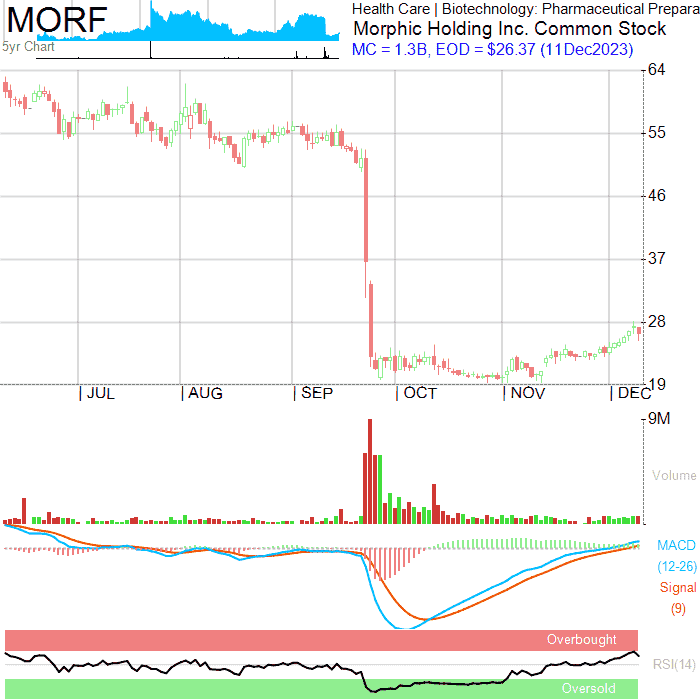 MORF
5yr Chart
Health Care | Biotechnology: Pharmaceutical Prepara
Morphic Holding Inc. Common Stock
MC = 1.3B, EOD = $26.37 (11Dec2023)
64
55
46
37
28
19
JUL AUG SEP OCT NOV DEC
9M
Volume
MACD
(12-26)
Signal
(9)
Overbought
RSI(14)
Oversold